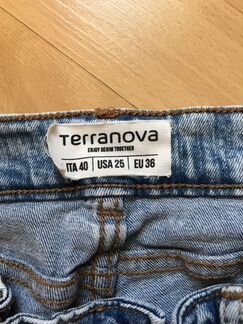 Terranova
ENJOY DENIM TOGETHER
ITA 40 | USA 25 | EU 36